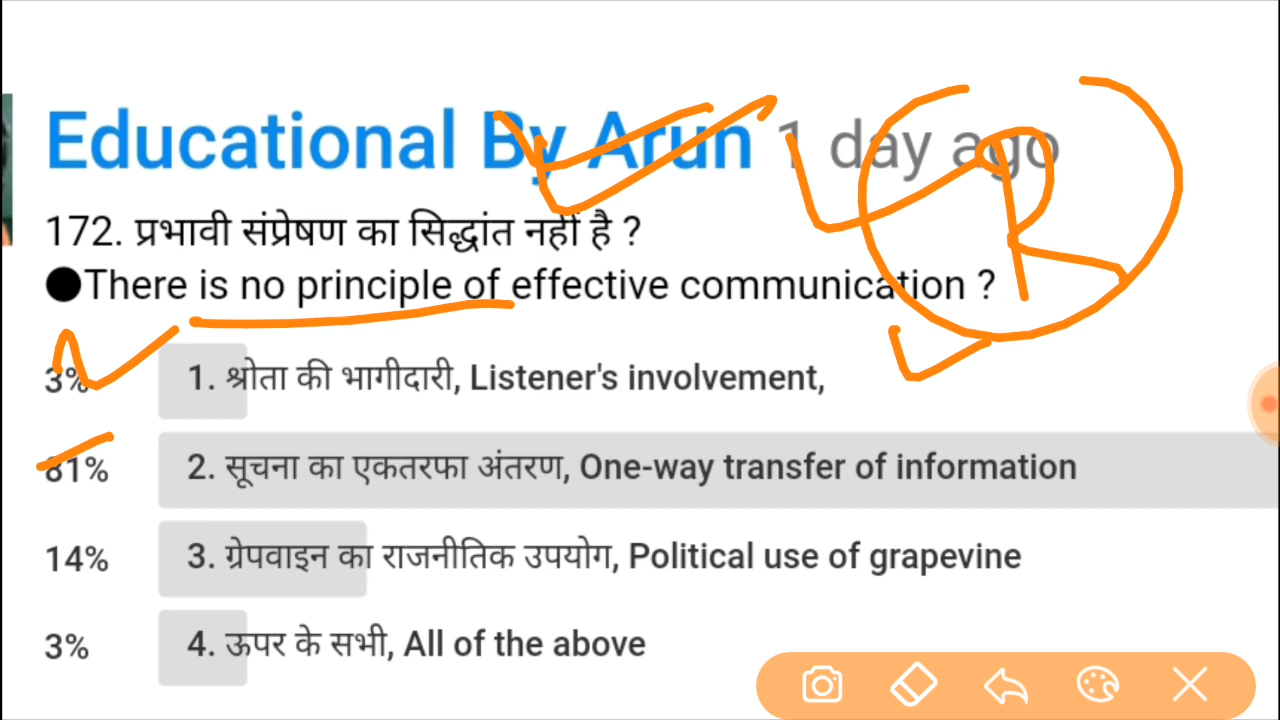 Educational By Arun 1 day ago
172. प्रभावी संप्रेषण का सिद्धांत नहीं है ?
●There is no principle of effective communication ?
3% 1. श्रोता की भागीदारी, Listener's involvement,
81% 2. सूचना का एकतरफा अंतरण, One-way transfer of information
14% 3. ग्रेपवाइन का राजनीतिक उपयोग, Political use of grapevine
3% 4. ऊपर के सभी, All of the above
R